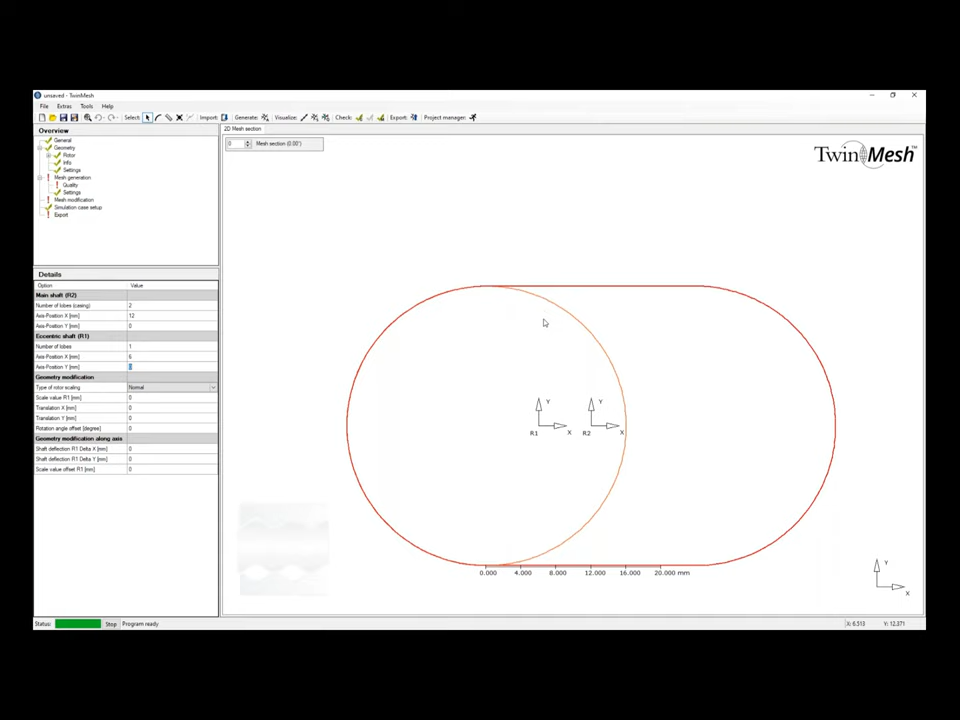 unsaved - TwinMesh
File Extras Tools Help
Select: Import: Generate: Visualize: Check: Export: Project manager:
Overview
General
Geometry
Rotor
Info
Settings
Mesh generation
Quality
Settings
Mesh modification
Simulation case setup
Export
2D Mesh section
0 Mesh section (0.00°)
TwinMesh™
Details
Option Value
Main shaft (R2)
Number of lobes (casing) 2
Axis-Position X [mm] 12
Axis-Position Y [mm] 0
Eccentric shaft (R1)
Number of lobes 1
Axis-Position X [mm] 6
Axis-Position Y [mm] 0
Geometry modification
Type of rotor scaling Normal
Scale value R1 [mm] 0
Translation X [mm] 0
Translation Y [mm] 0
Rotation angle offset [degree] 0
Geometry modification along axis
Shaft deflection R1 Delta X [mm] 0
Shaft deflection R1 Delta Y [mm] 0
Scale value offset R1 [mm] 0
Y Y
R1 X R2 X
0.000 4.000 8.000 12.000 16.000 20.000 mm
Y
X
Status: Stop Program ready X: 6.513 Y: 12.371